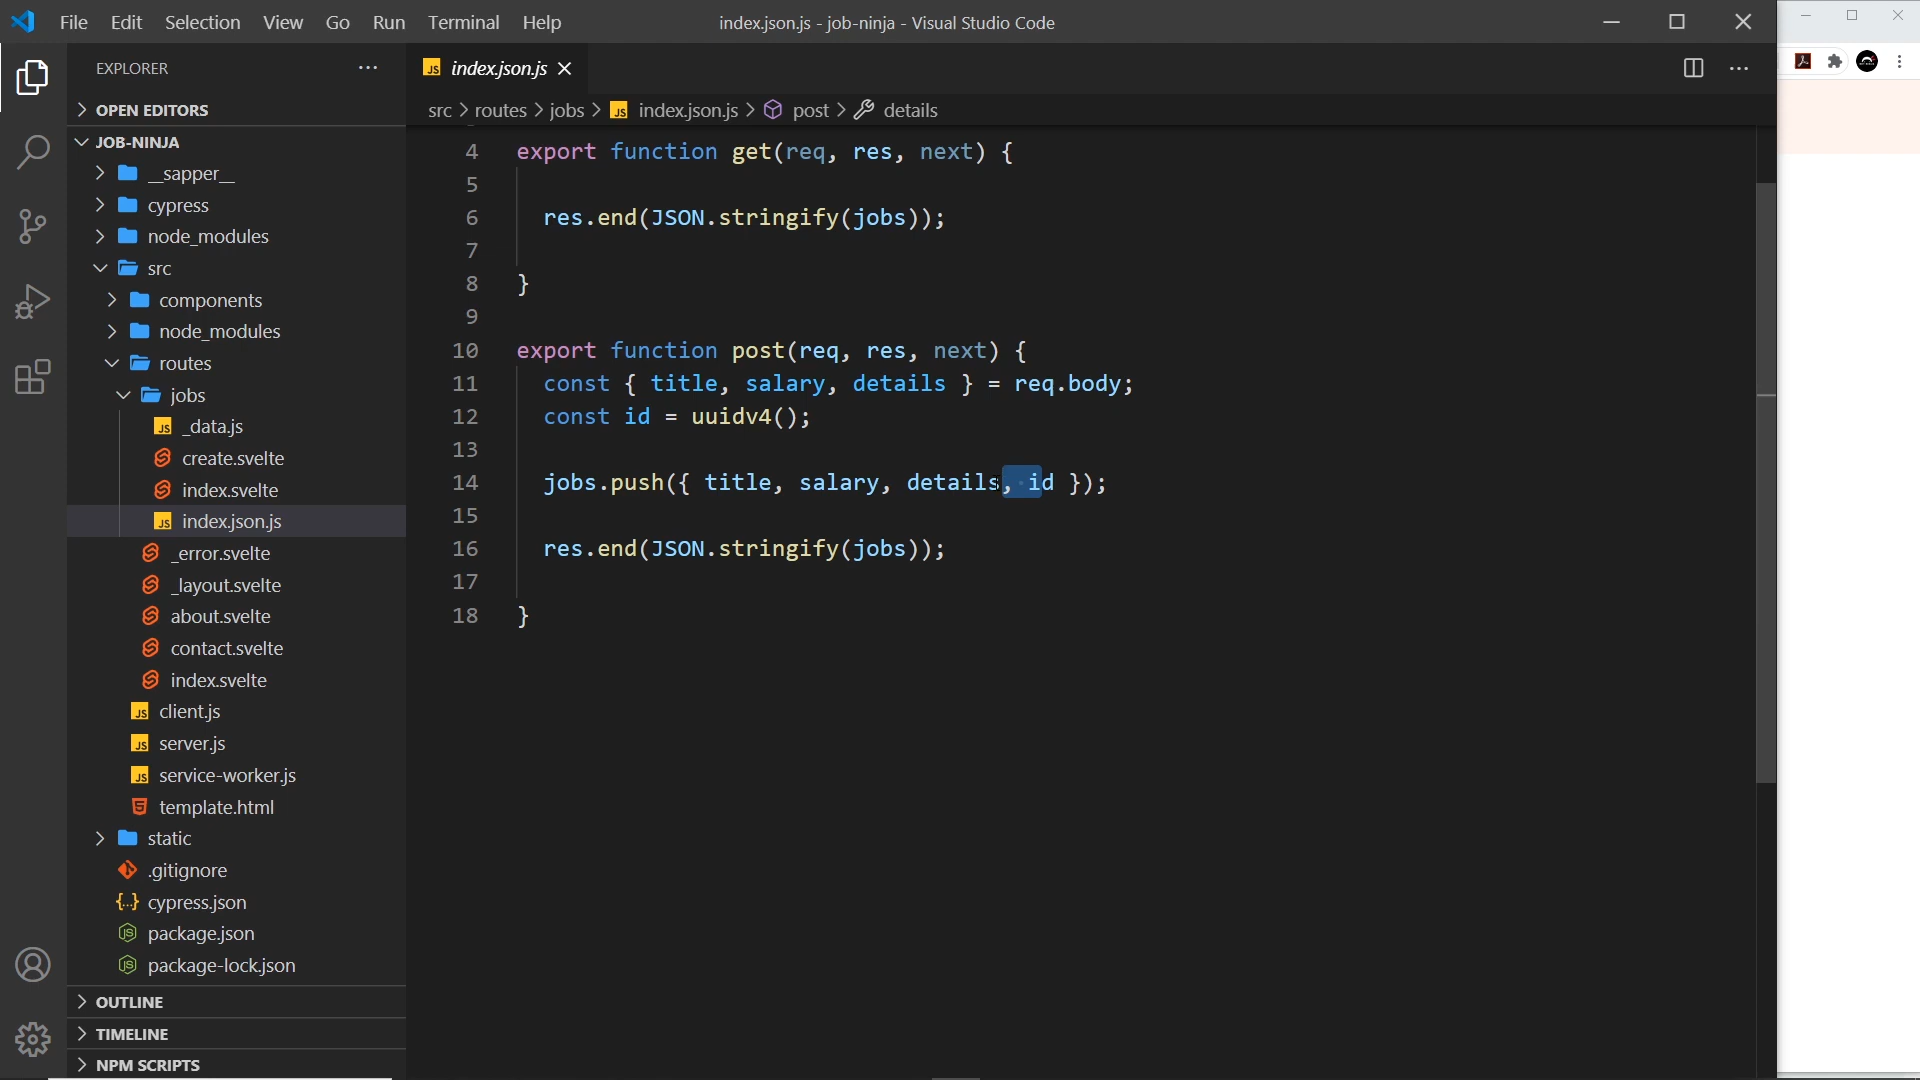 File Edit Selection View Go Run Terminal Help
index.json.js - job-ninja - Visual Studio Code
EXPLORER
OPEN EDITORS
JOB-NINJA
__sapper__
cypress
node_modules
src
components
node_modules
routes
jobs
_data.js
create.svelte
index.svelte
index.json.js
_error.svelte
_layout.svelte
about.svelte
contact.svelte
index.svelte
client.js
server.js
service-worker.js
template.html
static
.gitignore
cypress.json
package.json
package-lock.json
OUTLINE
TIMELINE
NPM SCRIPTS
index.json.js
src > routes > jobs > index.json.js > post > details
4 export function get(req, res, next) {
5
6 res.end(JSON.stringify(jobs));
7
8 }
9
10 export function post(req, res, next) {
11 const { title, salary, details } = req.body;
12 const id = uuidv4();
13
14 jobs.push({ title, salary, details, id });
15
16 res.end(JSON.stringify(jobs));
17
18 }